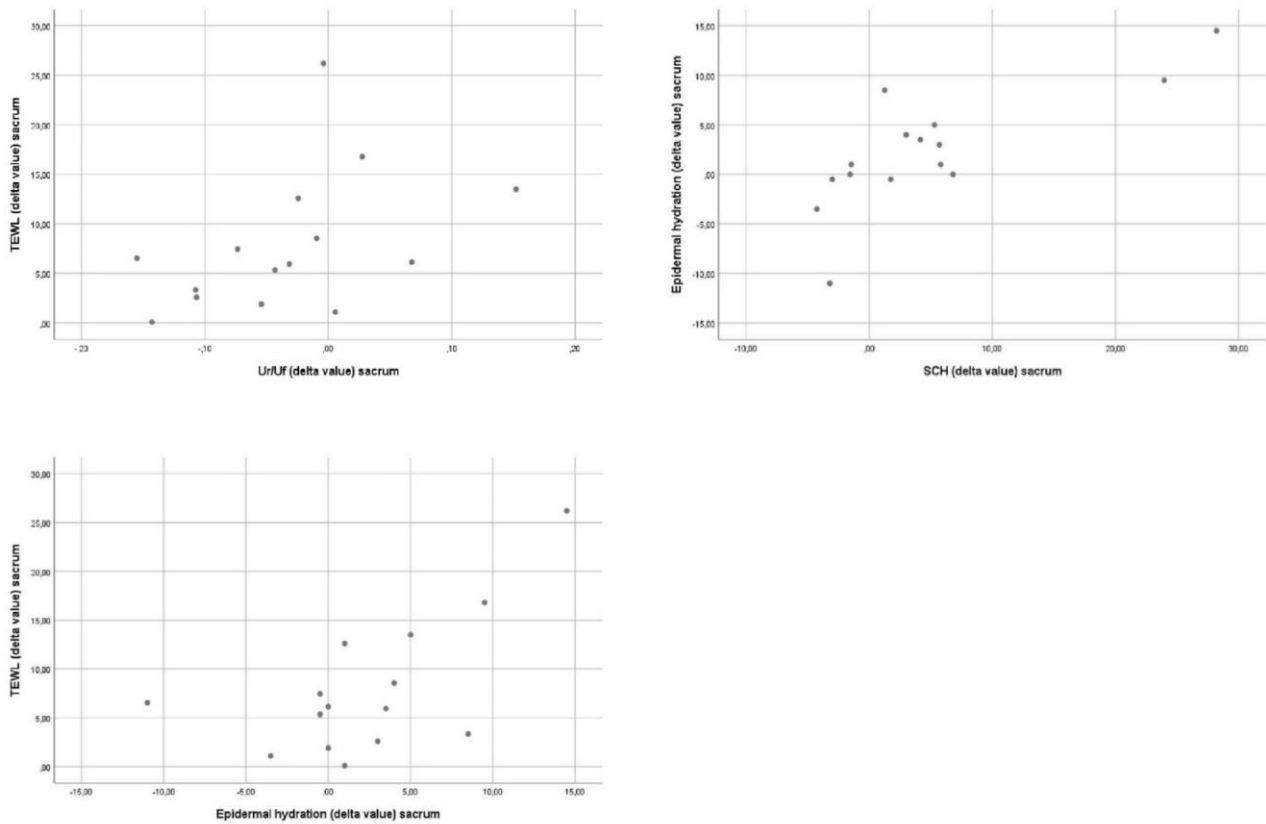 30,00
25,00
20,00
15,00
10,00
5,00
,00
TEWL (delta value) sacrum
-,20 -,10 ,00 ,10 ,20
Ur/Uf (delta value) sacrum
15,00
10,00
5,00
,00
-5,00
-10,00
-15,00
Epidermal hydration (delta value) sacrum
-10,00 ,00 10,00 20,00 30,00
SCH (delta value) sacrum
30,00
25,00
20,00
15,00
10,00
5,00
,00
TEWL (delta value) sacrum
-15,00 -10,00 -5,00 ,00 5,00 10,00 15,00
Epidermal hydration (delta value) sacrum